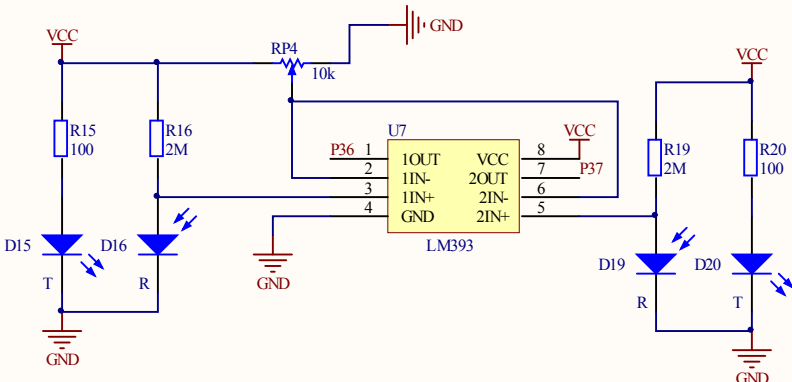 GND
VCC
RP4
10k
VCC
R15
100
R16
2M
U7
P36
1
1OUT
VCC
8
VCC
2
1IN-
2OUT
7
P37
3
1IN+
2IN-
6
4
GND
2IN+
5
LM393
R19
2M
R20
100
D15
D16
T
R
GND
GND
D19
D20
R
T
GND